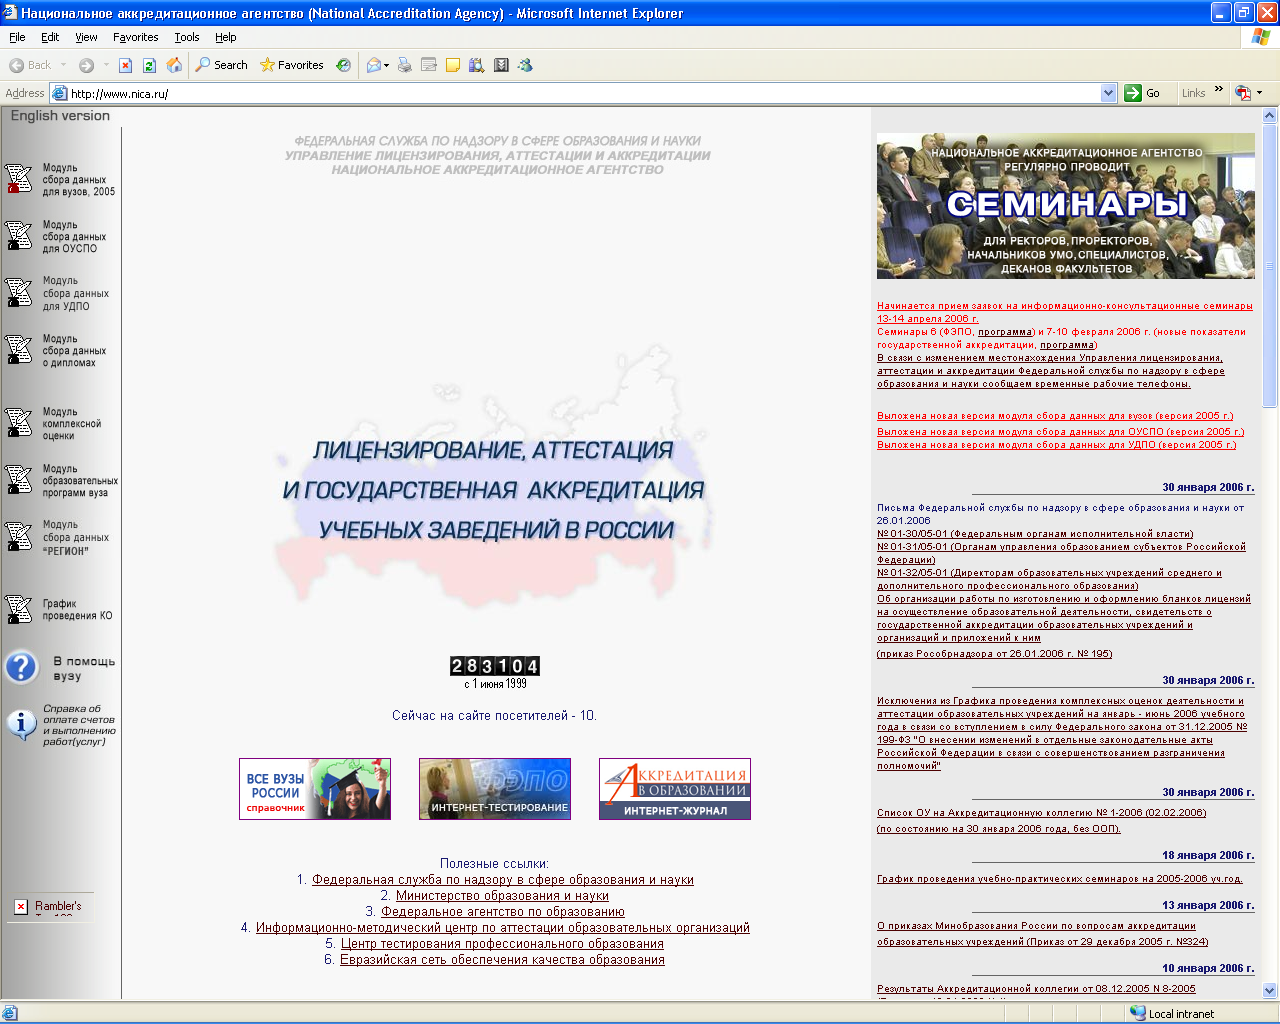 Национальное аккредитационное агентство (National Accreditation Agency) - Microsoft Internet Explorer
File Edit View Favorites Tools Help
Back Search Favorites
Address http://www.nica.ru/ Go Links
English version
Модуль
сбора данных
для вузов, 2005
Модуль
сбора данных
для ОУСПО
Модуль
сбора данных
для УДПО
Модуль
сбора данных
о дипломах
Модуль
комплексной
оценки
Модуль
образовательных
программ вуза
Модуль
сбора данных
"РЕГИОН"
График
проведения КО
В помощь
вузу
Справка об
оплате счетов
и выполнению
работ(услуг)
Rambler's
ФЕДЕРАЛЬНАЯ СЛУЖБА ПО НАДЗОРУ В СФЕРЕ ОБРАЗОВАНИЯ И НАУКИ
УПРАВЛЕНИЕ ЛИЦЕНЗИРОВАНИЯ, АТТЕСТАЦИИ И АККРЕДИТАЦИИ
НАЦИОНАЛЬНОЕ АККРЕДИТАЦИОННОЕ АГЕНТСТВО
ЛИЦЕНЗИРОВАНИЕ, АТТЕСТАЦИЯ
И ГОСУДАРСТВЕННАЯ АККРЕДИТАЦИЯ
УЧЕБНЫХ ЗАВЕДЕНИЙ В РОССИИ
283104
с 1 июня 1999
Сейчас на сайте посетителей - 10.
ВСЕ ВУЗЫ
РОССИИ
справочник
ФЭПО
ИНТЕРНЕТ-ТЕСТИРОВАНИЕ
АККРЕДИТАЦИЯ
В ОБРАЗОВАНИИ
ИНТЕРНЕТ-ЖУРНАЛ
Полезные ссылки:
1. Федеральная служба по надзору в сфере образования и науки
2. Министерство образования и науки
3. Федеральное агентство по образованию
4. Информационно-методический центр по аттестации образовательных организаций
5. Центр тестирования профессионального образования
6. Евразийская сеть обеспечения качества образования
НАЦИОНАЛЬНОЕ АККРЕДИТАЦИОННОЕ АГЕНТСТВО
РЕГУЛЯРНО ПРОВОДИТ
СЕМИНАРЫ
ДЛЯ РЕКТОРОВ, ПРОРЕКТОРОВ,
НАЧАЛЬНИКОВ УМО, СПЕЦИАЛИСТОВ,
ДЕКАНОВ ФАКУЛЬТЕТОВ
Начинается прием заявок на информационно-консультационные семинары
13-14 апреля 2006 г.
Семинары 6 (ФЭПО, программа) и 7-10 февраля 2006 г. (новые показатели
государственной аккредитации, программа)
В связи с изменением местонахождения Управления лицензирования,
аттестации и аккредитации Федеральной службы по надзору в сфере
образования и науки сообщаем временные рабочие телефоны.
Выложена новая версия модуля сбора данных для вузов (версия 2005 г.)
Выложена новая версия модуля сбора данных для ОУСПО (версия 2005 г.)
Выложена новая версия модуля сбора данных для УДПО (версия 2005 г.)
30 января 2006 г.
Письма Федеральной службы по надзору в сфере образования и науки от
26.01.2006
№ 01-30/05-01 (Федеральным органам исполнительной власти)
№ 01-31/05-01 (Органам управления образованием субъектов Российской
Федерации)
№ 01-32/05-01 (Директорам образовательных учреждений среднего и
дополнительного профессионального образования)
Об организации работы по изготовлению и оформлению бланков лицензий
на осуществление образовательной деятельности, свидетельств о
государственной аккредитации образовательных учреждений и
организаций и приложений к ним
(приказ Рособрнадзора от 26.01.2006 г. № 195)
30 января 2006 г.
Исключения из Графика проведения комплексных оценок деятельности и
аттестации образовательных учреждений на январь - июнь 2006 учебного
года в связи со вступлением в силу Федерального закона от 31.12.2005 №
199-ФЗ "О внесении изменений в отдельные законодательные акты
Российской Федерации в связи с совершенствованием разграничения
полномочий"
30 января 2006 г.
Список ОУ на Аккредитационную коллегию № 1-2006 (02.02.2006)
(по состоянию на 30 января 2006 года, без ООП).
18 января 2006 г.
График проведения учебно-практических семинаров на 2005-2006 уч.год.
13 января 2006 г.
О приказах Минобразования России по вопросам аккредитации
образовательных учреждений (Приказ от 29 декабря 2005 г. №324)
10 января 2006 г.
Результаты Аккредитационной коллегии от 08.12.2005 N 8-2005
Local intranet